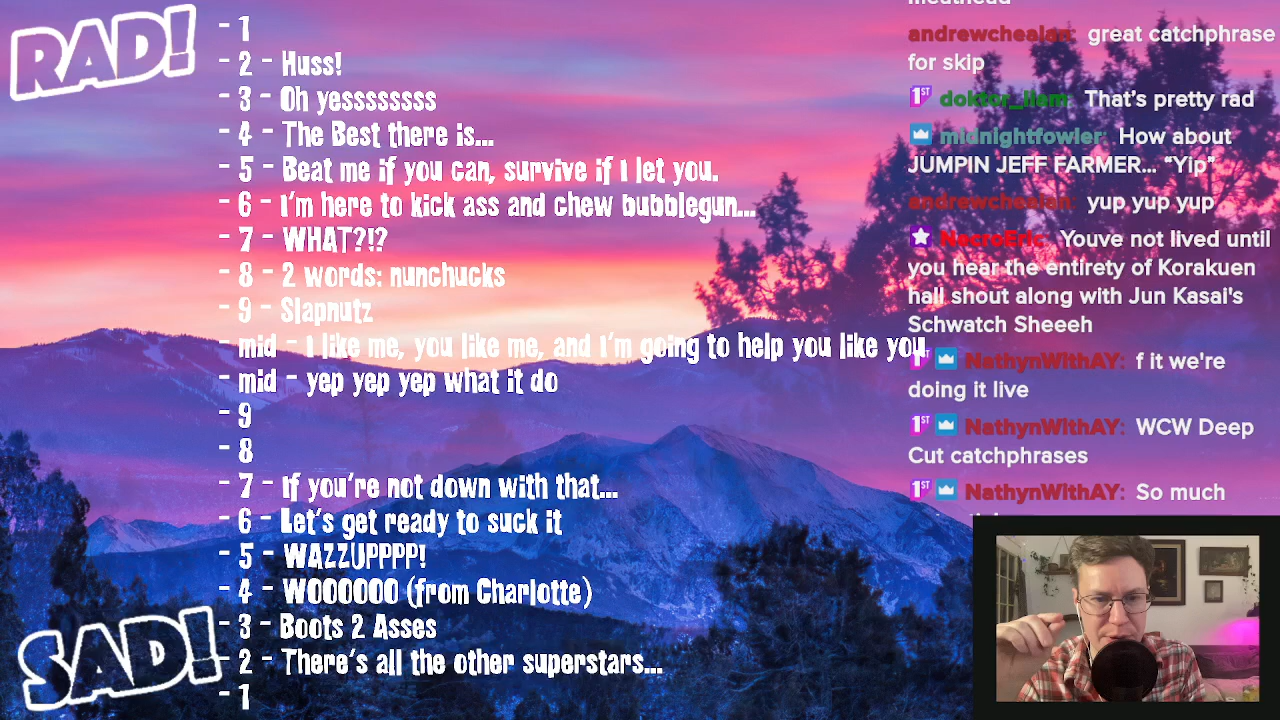 RAD!
- 1
- 2 - Huss!
- 3 - Oh yesssssssss
- 4 - The Best there is...
- 5 - Beat me if you can, survive if I let you.
- 6 - I'm here to kick ass and chew bubblegun...
- 7 - WHAT?!?
- 8 - 2 words: nunchucks
- 9 - Slapnutz
- mid - I like me, you like me, and I'm going to help you like you.
- mid - yep yep yep what it do
- 9
- 8
- 7 - If you're not down with that...
- 6 - Let's get ready to suck it
- 5 - WAZZUPPPP!
- 4 - WOOOOOO (from Charlotte)
- 3 - Boots 2 Asses
- 2 - There's all the other superstars...
- 1
SAD!
andrewchealan: great catchphrase
for skip
1ST doktor_liam: That's pretty rad
midnightfowler: How about
JUMPIN JEFF FARMER... “Yip”
andrewchealan: yup yup yup
NecroEric: Youve not lived until
you hear the entirety of Korakuen
hall shout along with Jun Kasai's
Schwatch Sheeeh
1ST NathynWithAY: f it we're
doing it live
1ST NathynWithAY: WCW Deep
Cut catchphrases
1ST NathynWithAY: So much